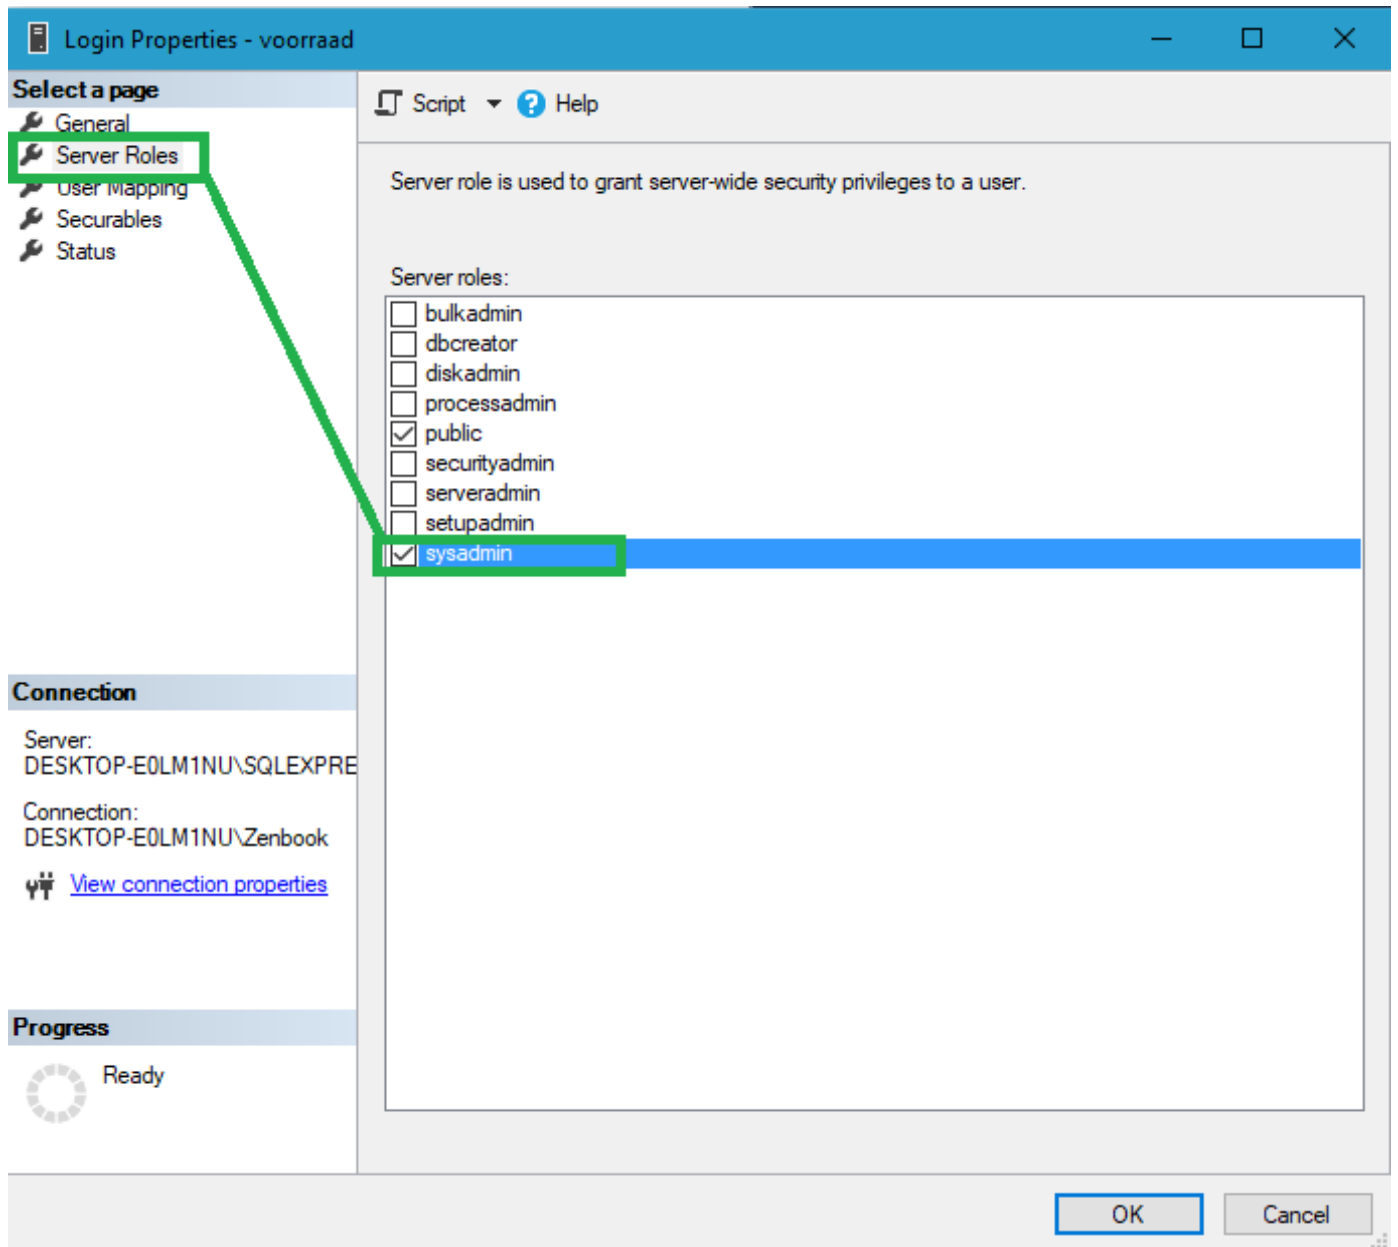 Login Properties - voorraad
Select a page
General
Server Roles
User Mapping
Securables
Status
Script
Help
Server role is used to grant server-wide security privileges to a user.
Server roles:
bulkadmin
dbcreator
diskadmin
processadmin
public
securityadmin
serveradmin
setupadmin
sysadmin
Connection
Server:
DESKTOP-E0LM1NU\SQLEXPRE
Connection:
DESKTOP-E0LM1NU\Zenbook
View connection properties
Progress
Ready
OK
Cancel